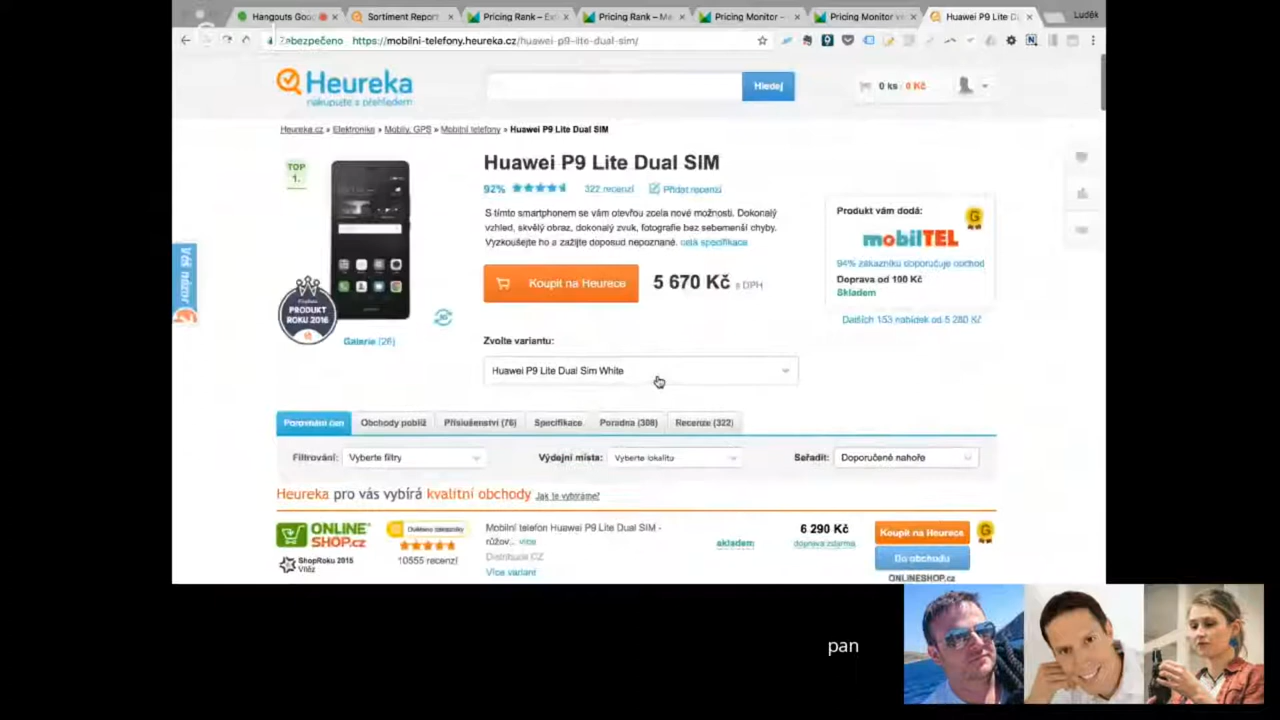 Hangouts Goo
Sortiment Report
Pricing Rank – Ex
Pricing Rank – Ma
Pricing Monitor –
Pricing Monitor ve
Huawei P9 Lite D
Luděk
Zabezpečeno https://mobilni-telefony.heureka.cz/huawei-p9-lite-dual-sim/
Heureka
nakupujte s přehledem
Hledej
0 ks 0 Kč
Heureka.cz » Elektronika » Mobily, GPS » Mobilní telefony » Huawei P9 Lite Dual SIM
TOP
1.
Huawei P9 Lite Dual SIM
92% 322 recenzí Přidat recenzi
S tímto smartphonem se vám otevřou zcela nové možnosti. Dokonalý
vzhled, skvělý obraz, dokonalý zvuk, fotografie bez sebemenší chyby.
Vyzkoušejte ho a zažijte doposud nepoznané. celá specifikace
Koupit na Heurece 5 670 Kč s DPH
Produkt vám dodá:
mobilTEL
94% zákazníků doporučuje obchod
Doprava od 100 Kč
Skladem
Dalších 153 nabídek od 5 280 Kč
Váš názor
PRODUKT
ROKU 2016
Galerie (26)
Zvolte variantu:
Huawei P9 Lite Dual Sim White
Porovnání cen Obchody poblíž Příslušenství (76) Specifikace Poradna (308) Recenze (322)
Filtrování: Vyberte filtry Výdejní místa: Vyberte lokalitu Seřadit: Doporučené nahoře
Heureka pro vás vybírá kvalitní obchody Jak to vybíráme?
ONLINE
SHOP.cz
ShopRoku 2015
Vítěz
Ověřeno zákazníky
10555 recenzí
Mobilní telefon Huawei P9 Lite Dual SIM -
růžov... více
Distribuce CZ
Více variant
skladem
6 290 Kč
doprava zdarma
Koupit na Heurece
Do obchodu
ONLINESHOP.cz
pan